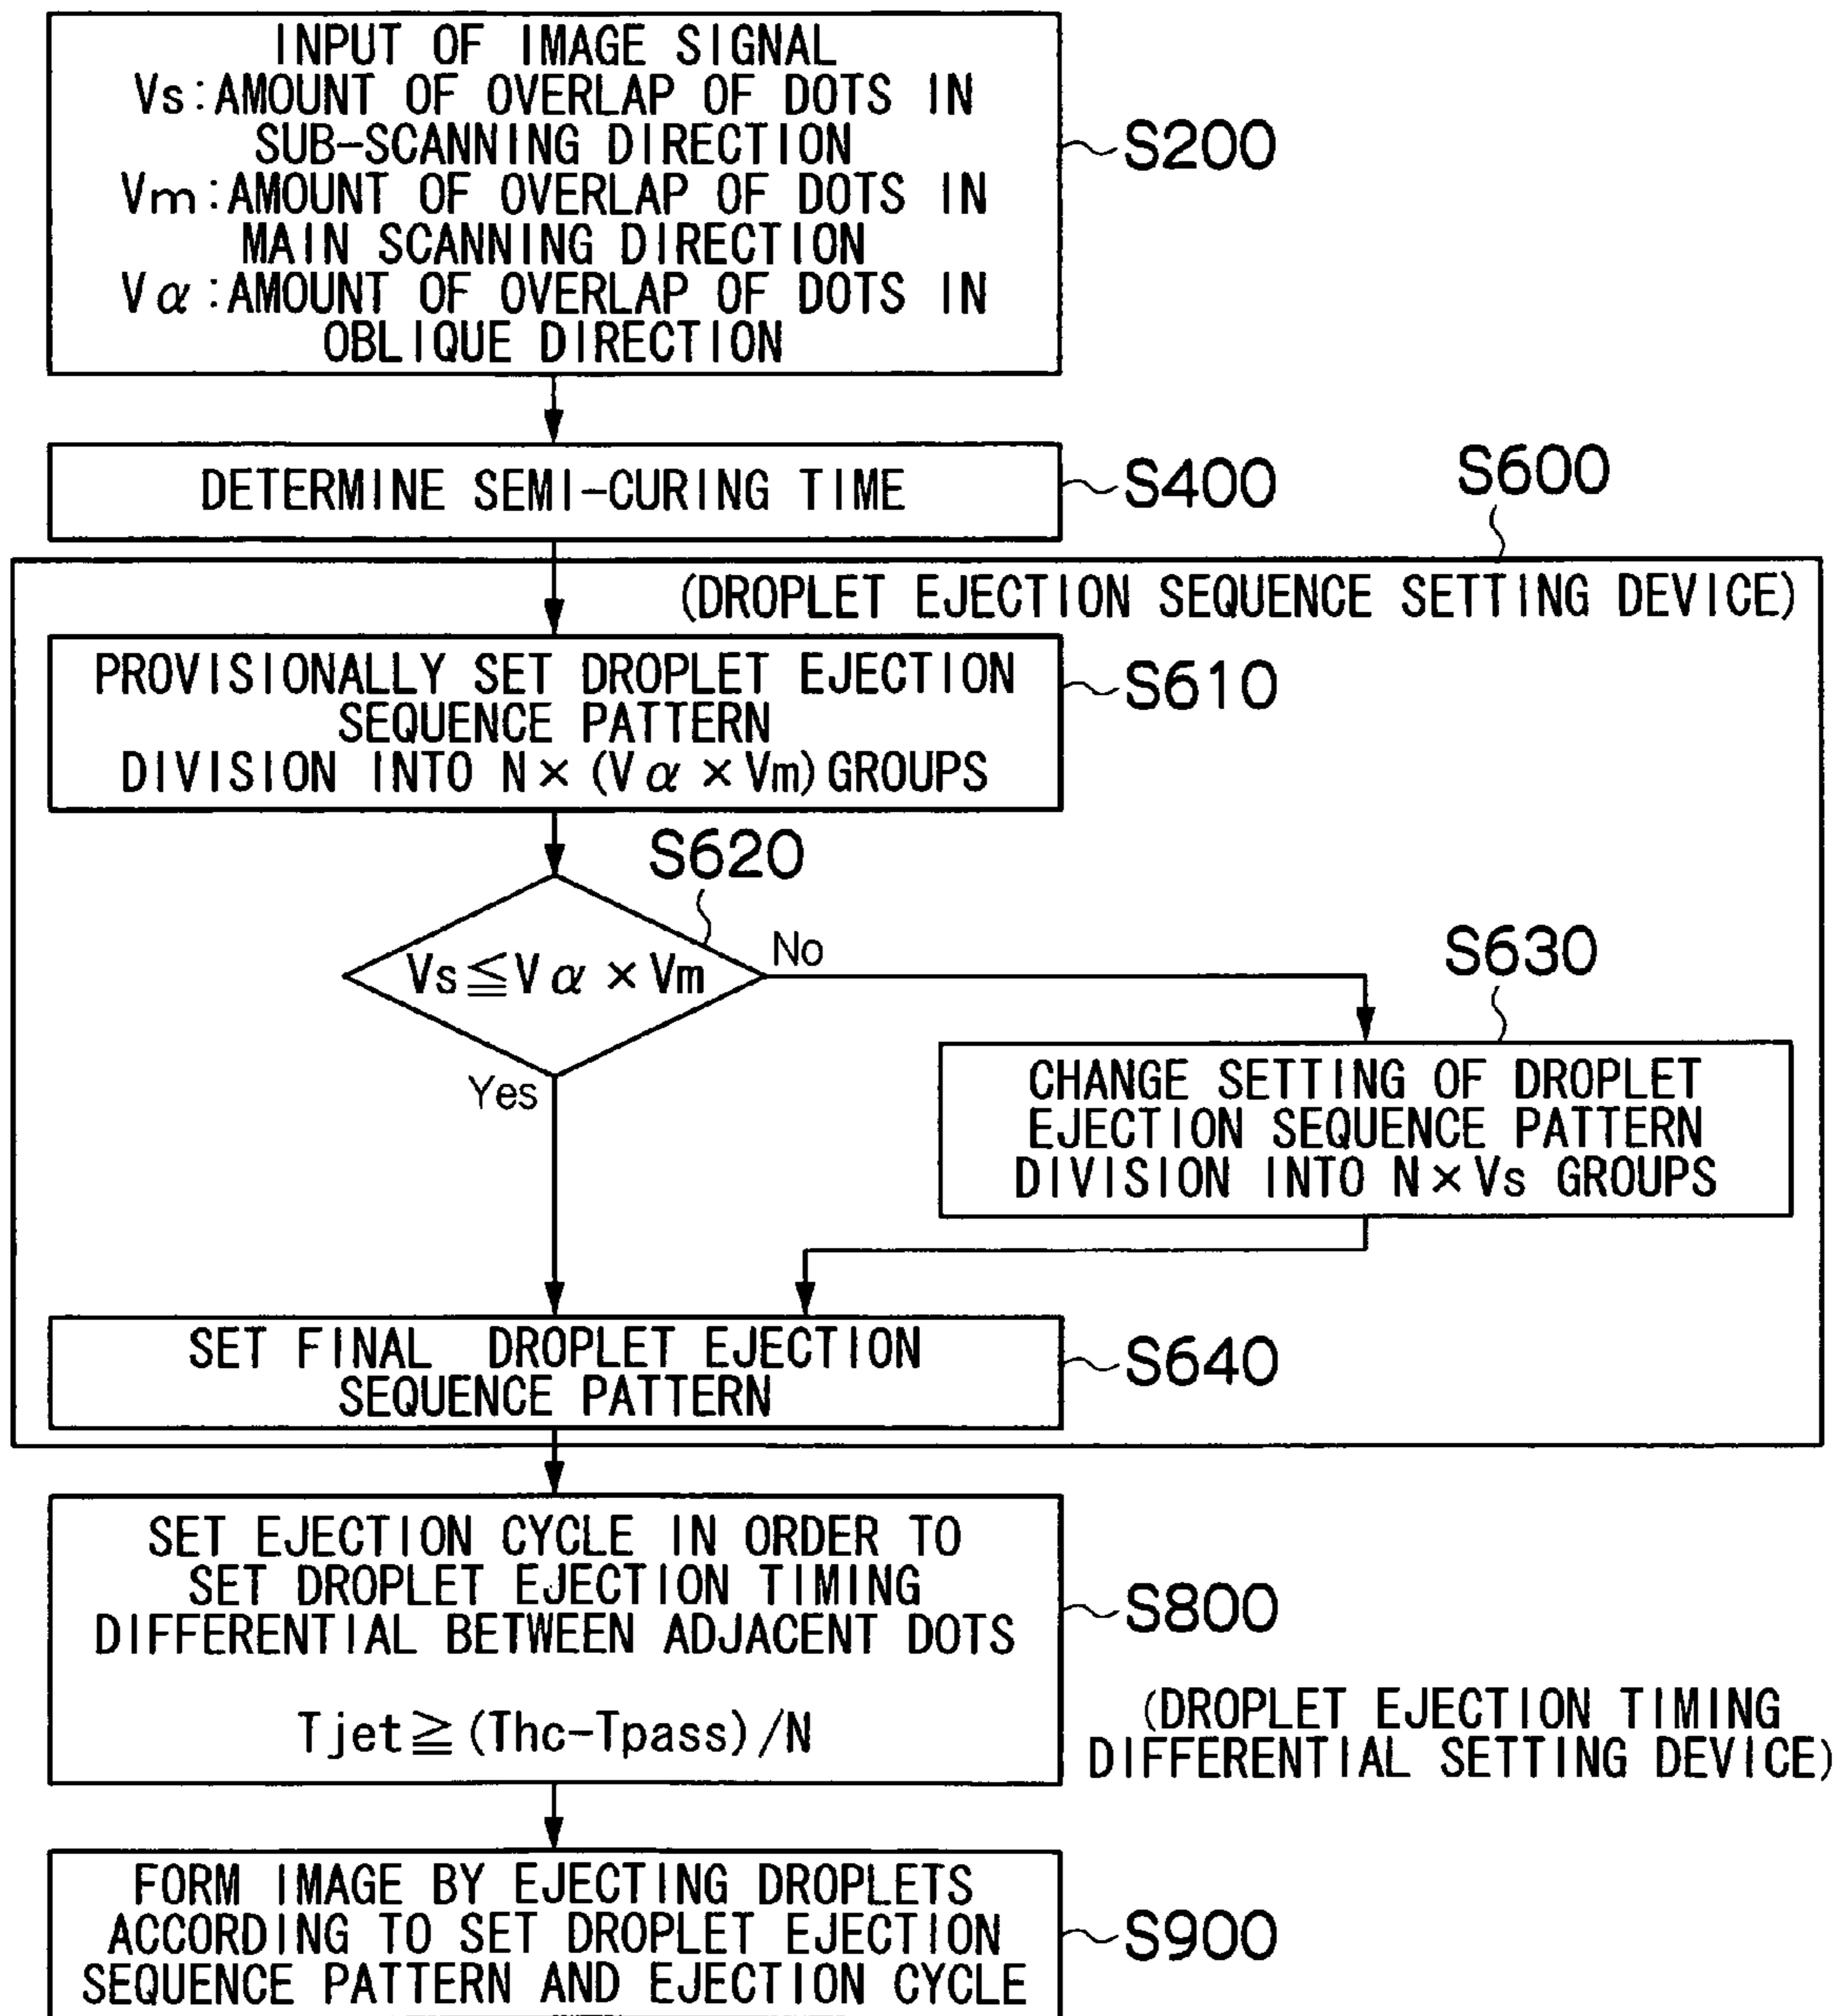 INPUT OF IMAGE SIGNAL
Vs:AMOUNT OF OVERLAP OF DOTS IN
SUB-SCANNING DIRECTION
Vm:AMOUNT OF OVERLAP OF DOTS IN
MAIN SCANNING DIRECTION
Vα:AMOUNT OF OVERLAP OF DOTS IN
OBLIQUE DIRECTION
S200
DETERMINE SEMI-CURING TIME
S400
S600
(DROPLET EJECTION SEQUENCE SETTING DEVICE)
PROVISIONALLY SET DROPLET EJECTION
SEQUENCE PATTERN
DIVISION INTO N×(Vα×Vm)GROUPS
S610
S620
Vs≦Vα×Vm
No
Yes
S630
CHANGE SETTING OF DROPLET
EJECTION SEQUENCE PATTERN
DIVISION INTO N×Vs GROUPS
SET FINAL DROPLET EJECTION
SEQUENCE PATTERN
S640
SET EJECTION CYCLE IN ORDER TO
SET DROPLET EJECTION TIMING
DIFFERENTIAL BETWEEN ADJACENT DOTS
Tjet≧(Thc-Tpass)/N
S800
(DROPLET EJECTION TIMING
DIFFERENTIAL SETTING DEVICE)
FORM IMAGE BY EJECTING DROPLETS
ACCORDING TO SET DROPLET EJECTION
SEQUENCE PATTERN AND EJECTION CYCLE
S900